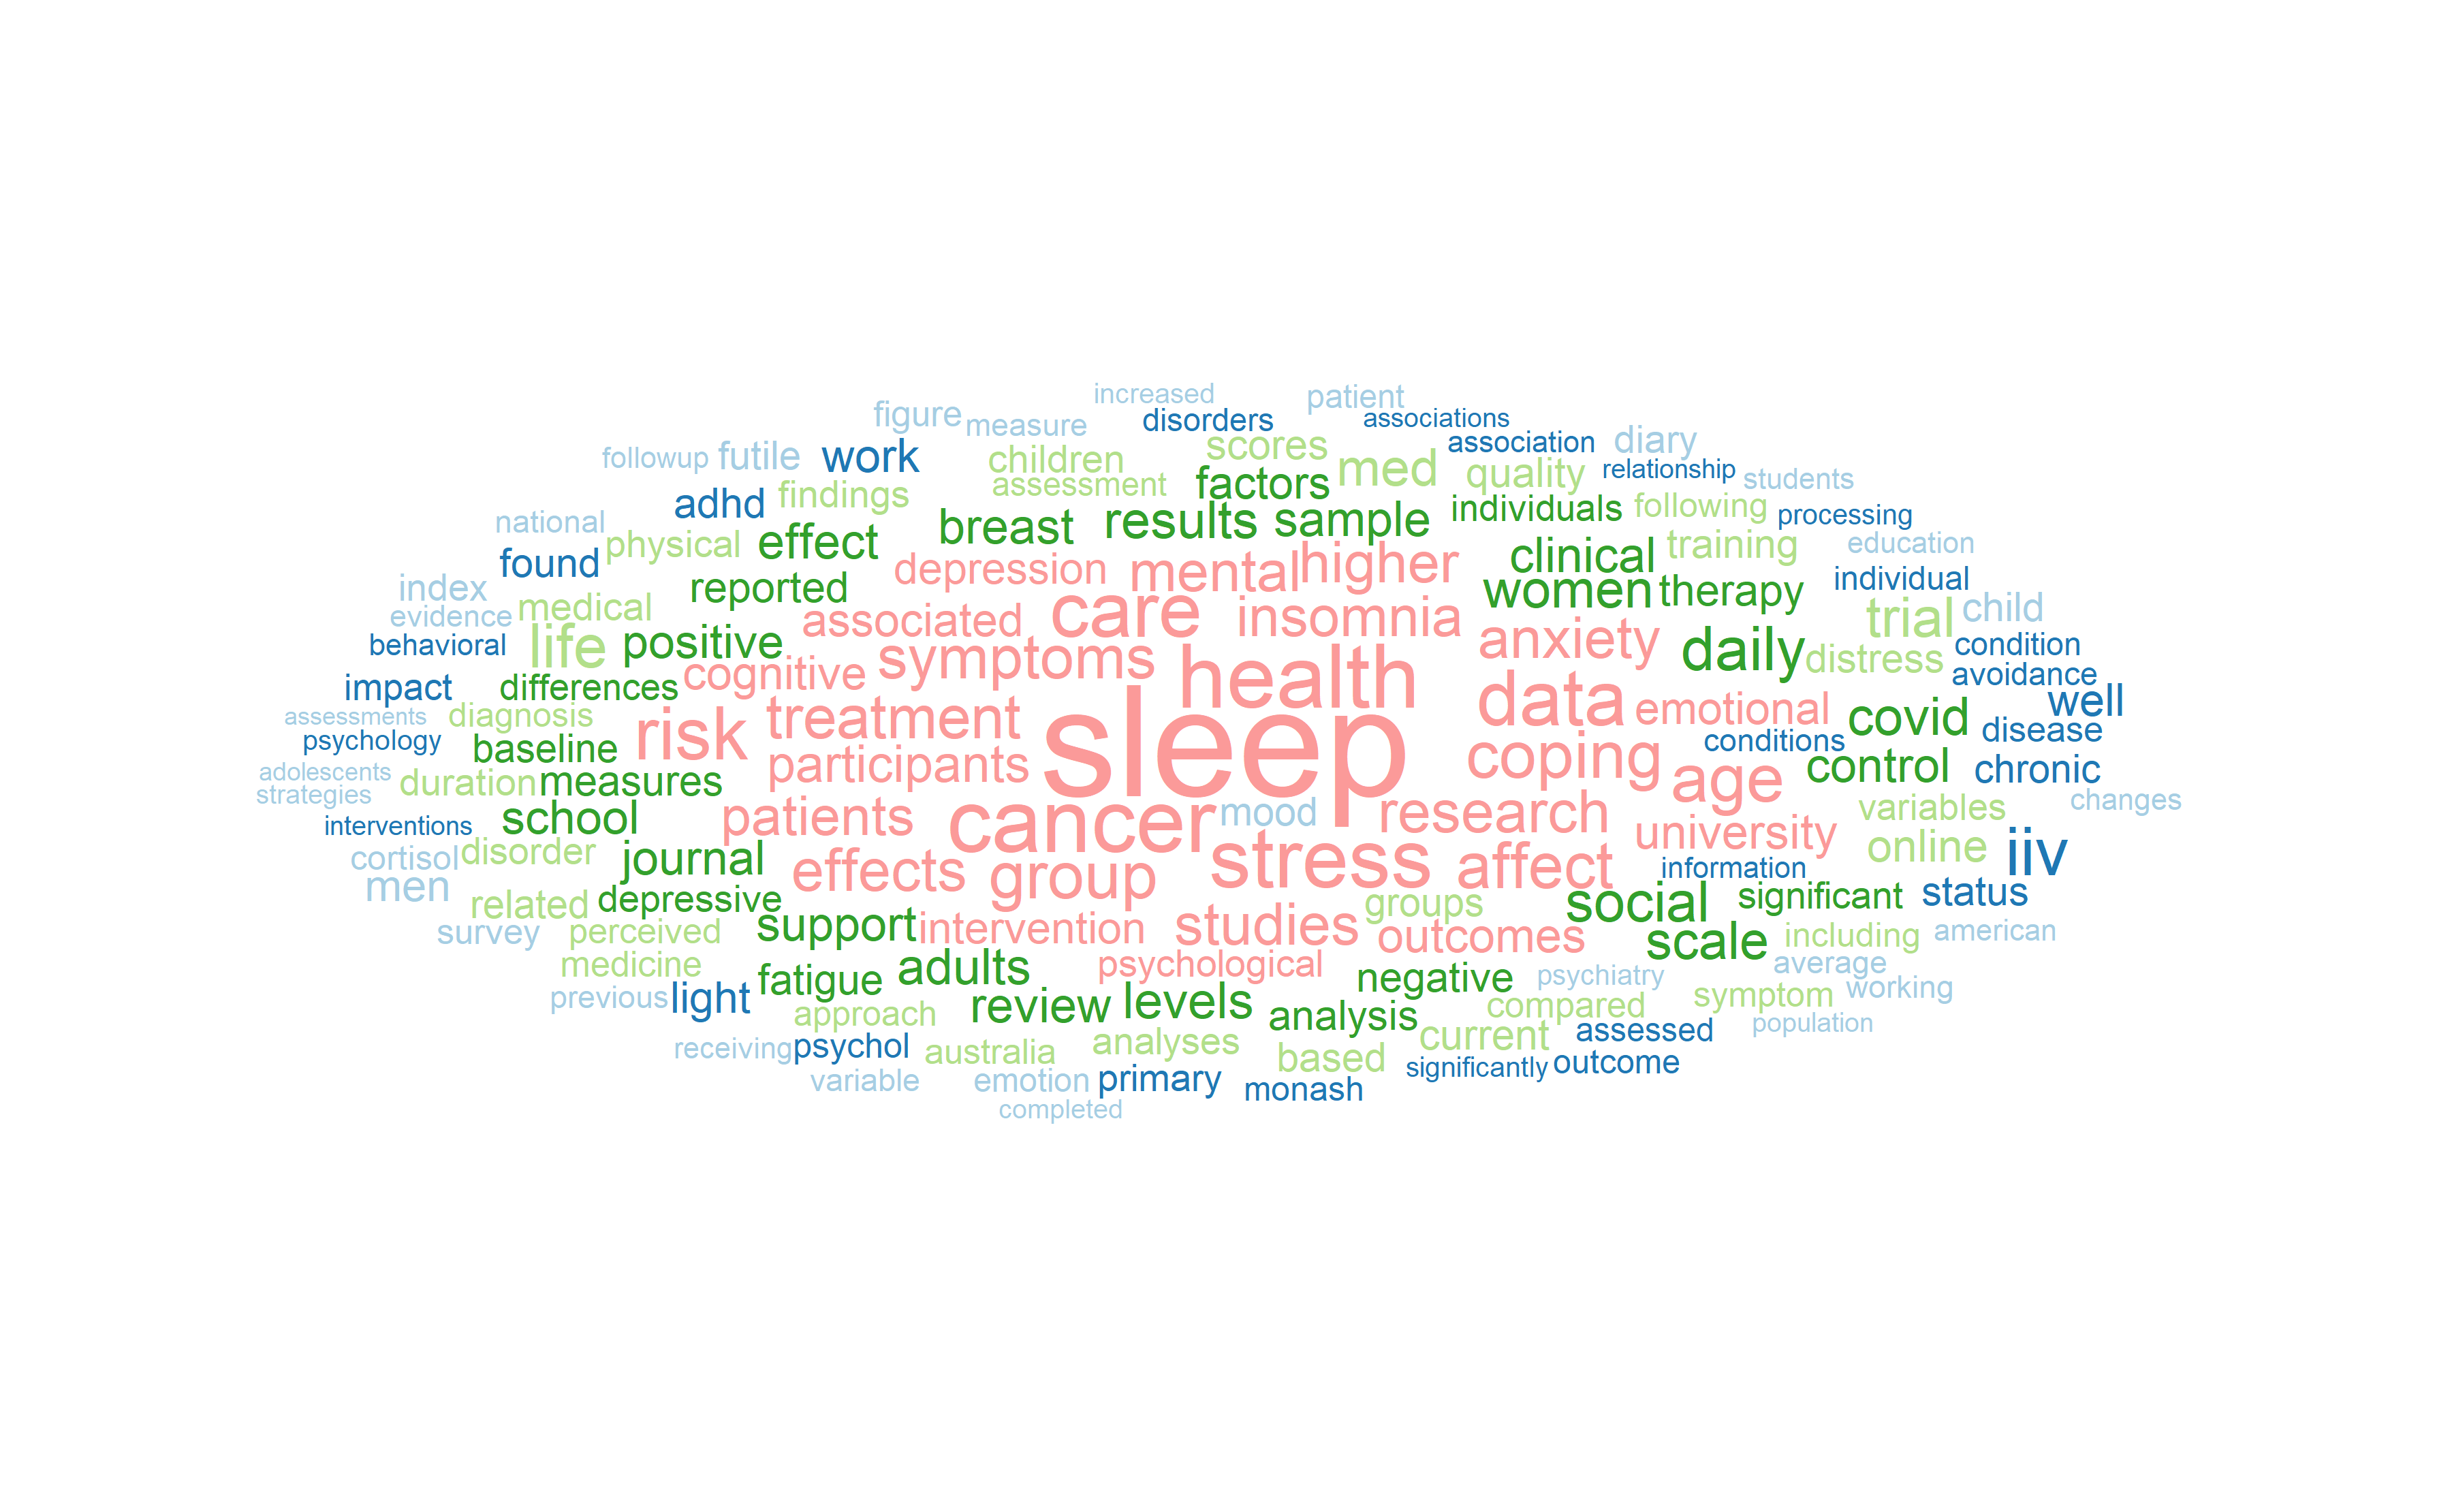 increased patient
figure measure disorders associations
followup futile work children scores association diary
assessment factors med quality relationship students
national adhd findings breast results sample individuals following processing
found physical effect depression mental higher clinical training education
index reported associated care insomnia women therapy individual
evidence medical trial child
behavioral life positive cognitive symptoms health anxiety daily distress condition
impact differences risk treatment sleep data emotional covid avoidance well
assessments diagnosis conditions disease
psychology baseline participants coping age control chronic
adolescents duration measures
strategies school patients cancer mood research variables changes
interventions university
cortisol disorder journal effects group stress affect information online iiv
men related depressive groups social significant status
survey perceived support intervention studies outcomes scale including american
medicine fatigue adults psychological negative psychiatry average
previous light approach review levels analysis compared symptom working
receiving psychol australia analyses based current assessed population
variable emotion primary monash significantly outcome
completed